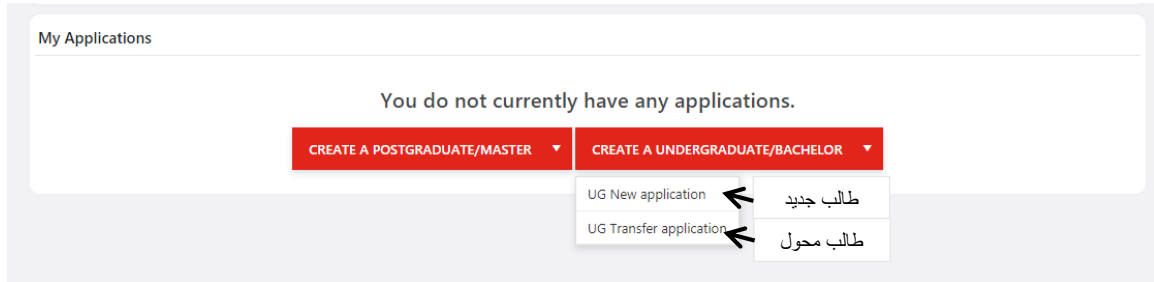 My Applications
You do not currently have any applications.
CREATE A POSTGRADUATE/MASTER
CREATE A UNDERGRADUATE/BACHELOR
UG New application
طالب جديد
UG Transfer application
طالب محول